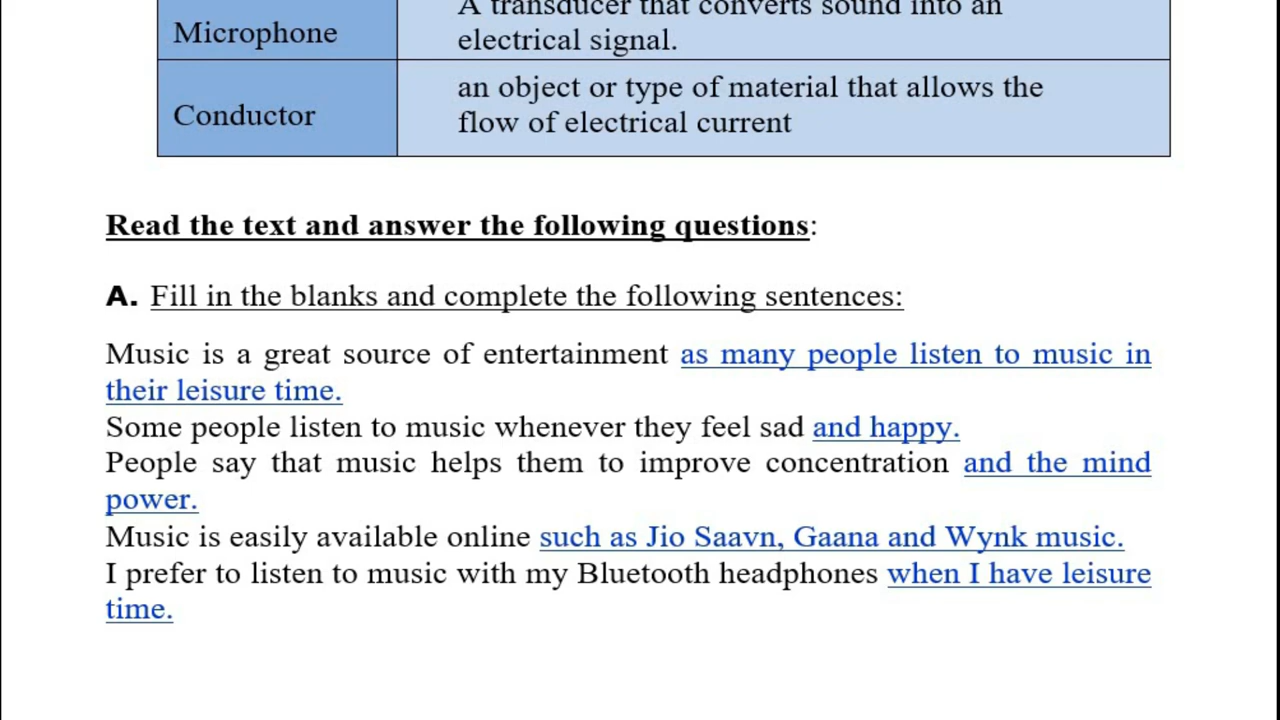 A transducer that converts sound into an
Microphone
electrical signal.
an object or type of material that allows the
Conductor
flow of electrical current
Read the text and answer the following questions:
A. Fill in the blanks and complete the following sentences:
Music is a great source of entertainment as many people listen to music in
their leisure time.
Some people listen to music whenever they feel sad and happy.
People say that music helps them to improve concentration and the mind
power.
Music is easily available online such as Jio Saavn, Gaana and Wynk music.
I prefer to listen to music with my Bluetooth headphones when I have leisure
time.